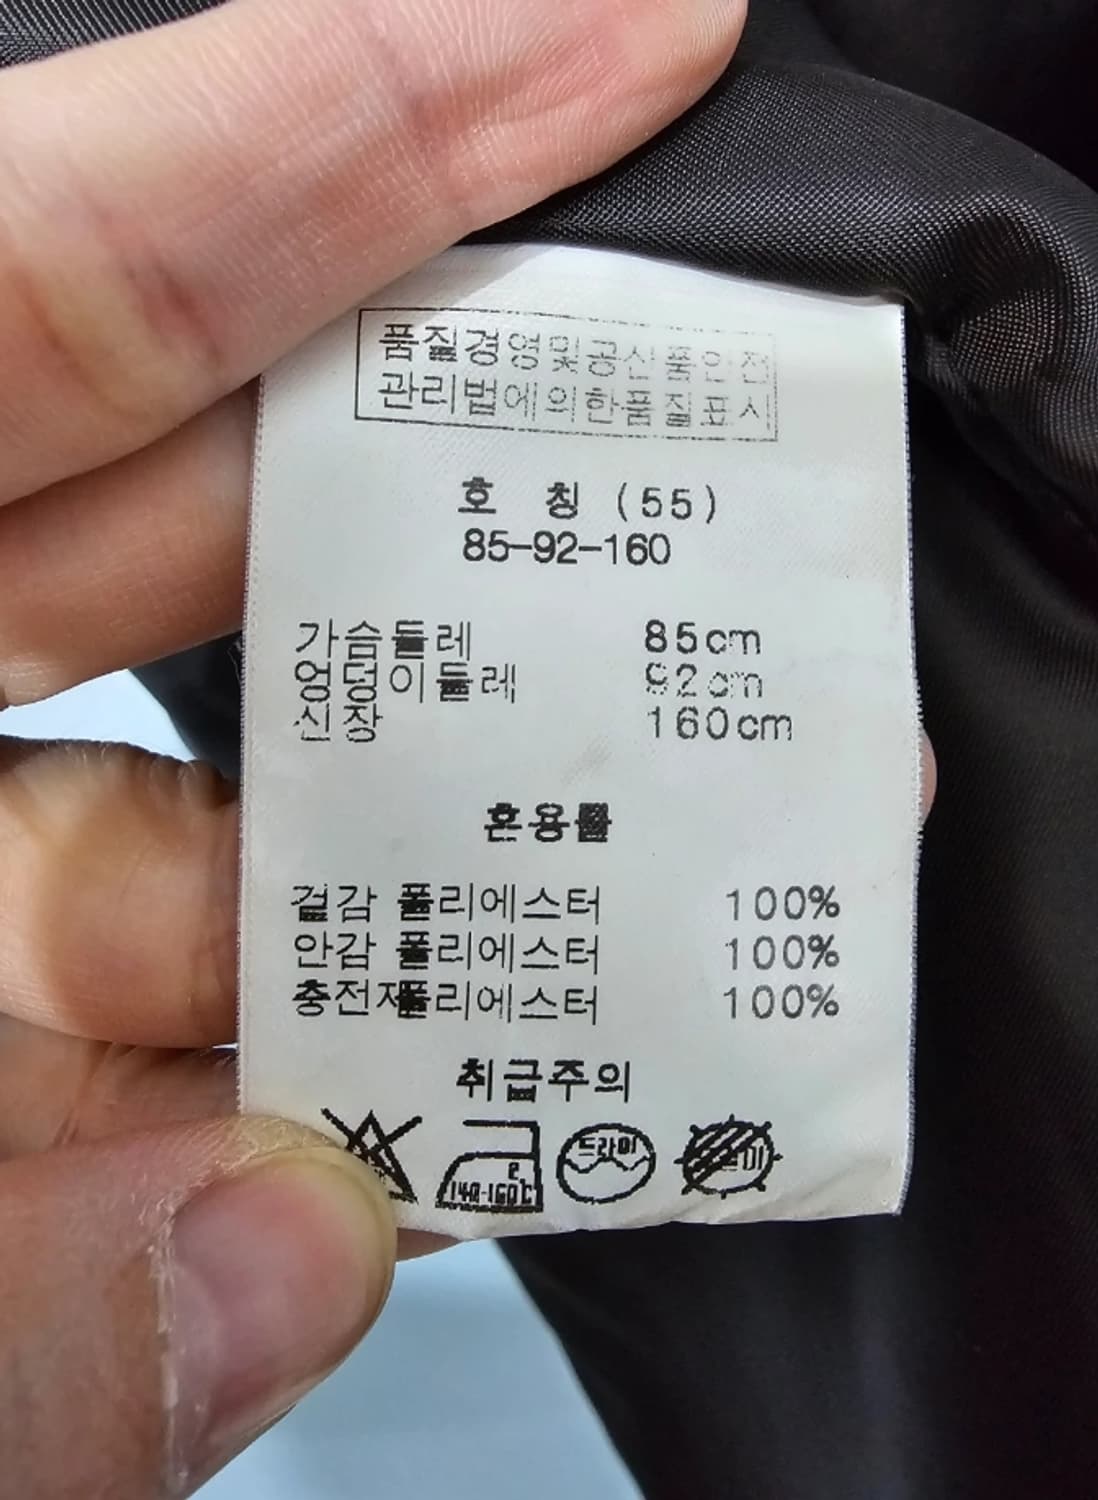 품질경영및공산품안전
관리법에의한품질표시
호 칭 (55)
85-92-160
가슴둘레 85cm
엉덩이둘레 92cm
신장 160cm
혼용률
겉감 폴리에스터 100%
안감 폴리에스터 100%
충전재폴리에스터 100%
취급주의
2
140-160℃
드라이